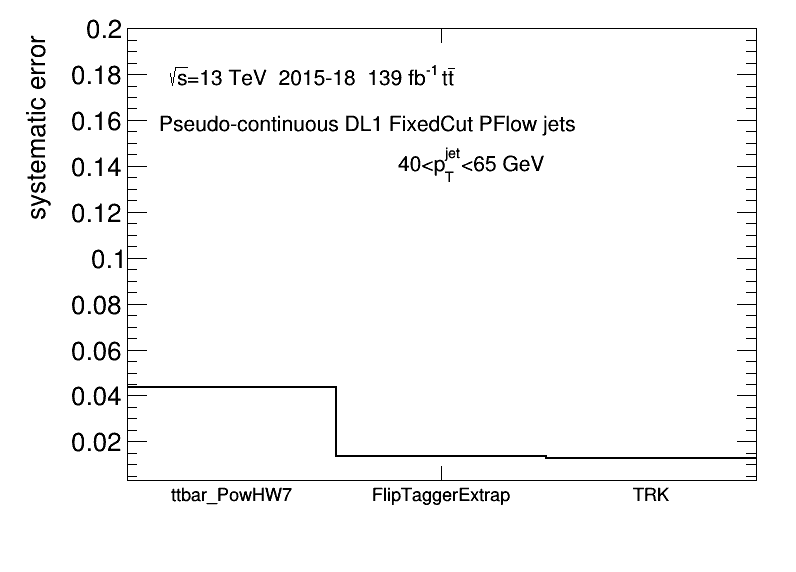 0.2
systematic error
0.18
√s=13 TeV 2015-18 139 fb⁻¹ tt̄
0.16
Pseudo-continuous DL1 FixedCut PFlow jets
0.14
40<p_T^jet<65 GeV
0.12
0.1
0.08
0.06
0.04
0.02
ttbar_PowHW7 FlipTaggerExtrap TRK